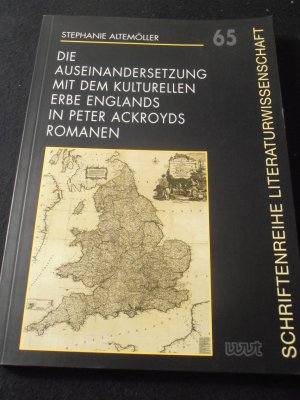 STEPHANIE ALTEMÖLLER
65
DIE
AUSEINANDERSETZUNG
MIT DEM KULTURELLEN
ERBE ENGLANDS
IN PETER ACKROYDS
ROMANEN
SCHRIFTENREIHE LITERATURWISSENSCHAFT
wvt